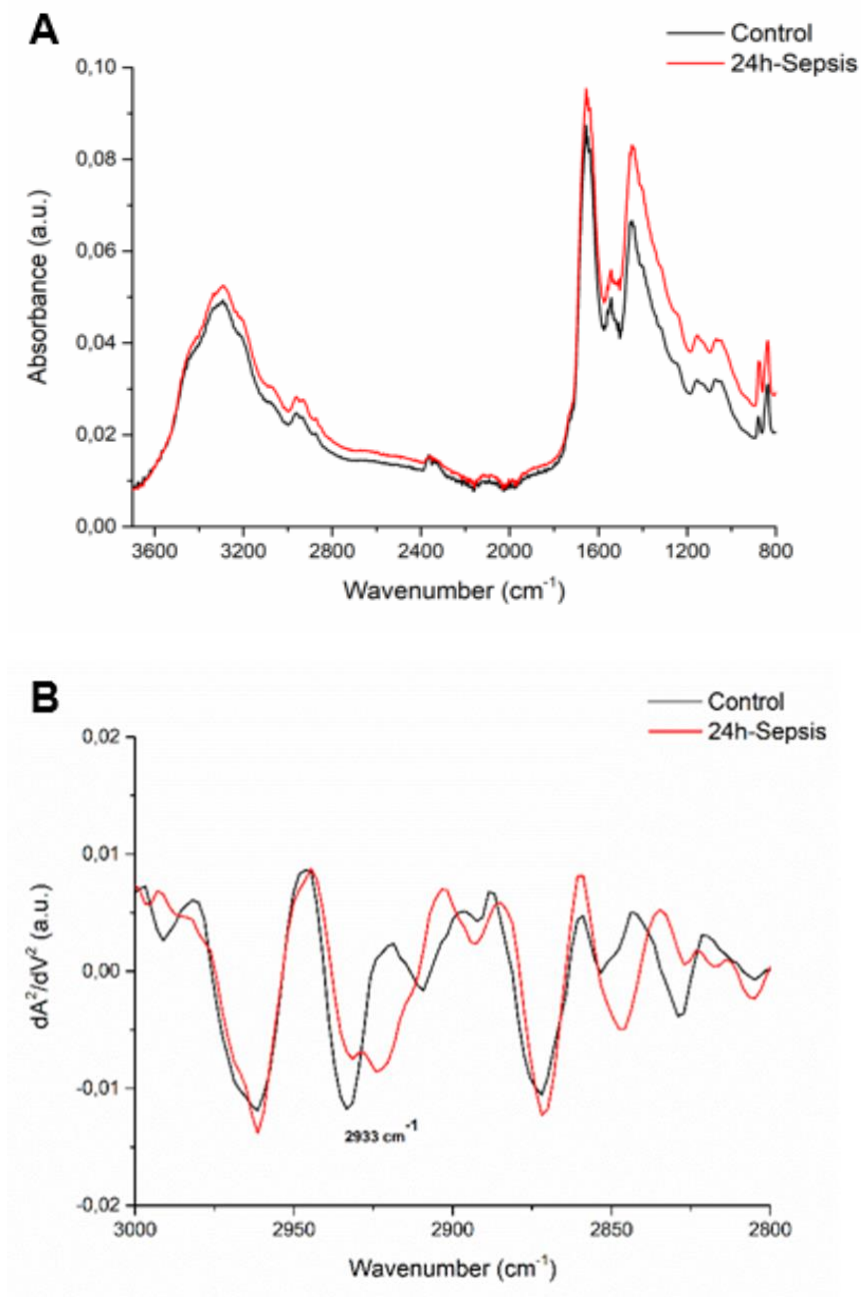 A
Control
24h-Sepsis
0,10
0,08
0,06
0,04
0,02
0,00
Absorbance (a.u.)
3600 3200 2800 2400 2000 1600 1200 800
Wavenumber (cm⁻¹)
B
Control
24h-Sepsis
0,02
0,01
0,00
-0,01
-0.02
dA²/dV² (a.u.)
2933 cm⁻¹
3000 2950 2900 2850 2800
Wavenumber (cm⁻¹)